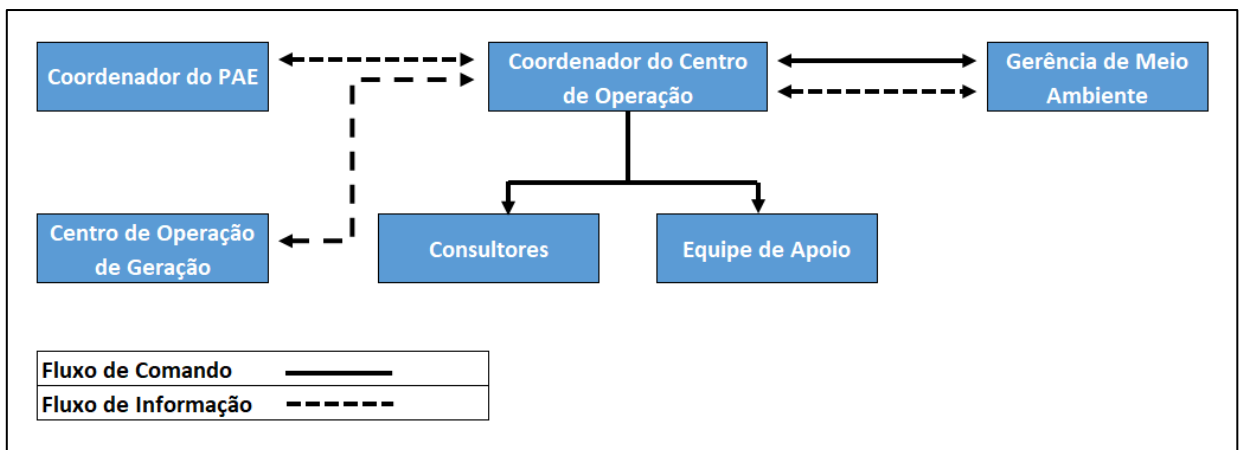 Coordenador do PAE
Coordenador do Centro
de Operação
Gerência de Meio
Ambiente
Centro de Operação
de Geração
Consultores
Equipe de Apoio
Fluxo de Comando
Fluxo de Informação